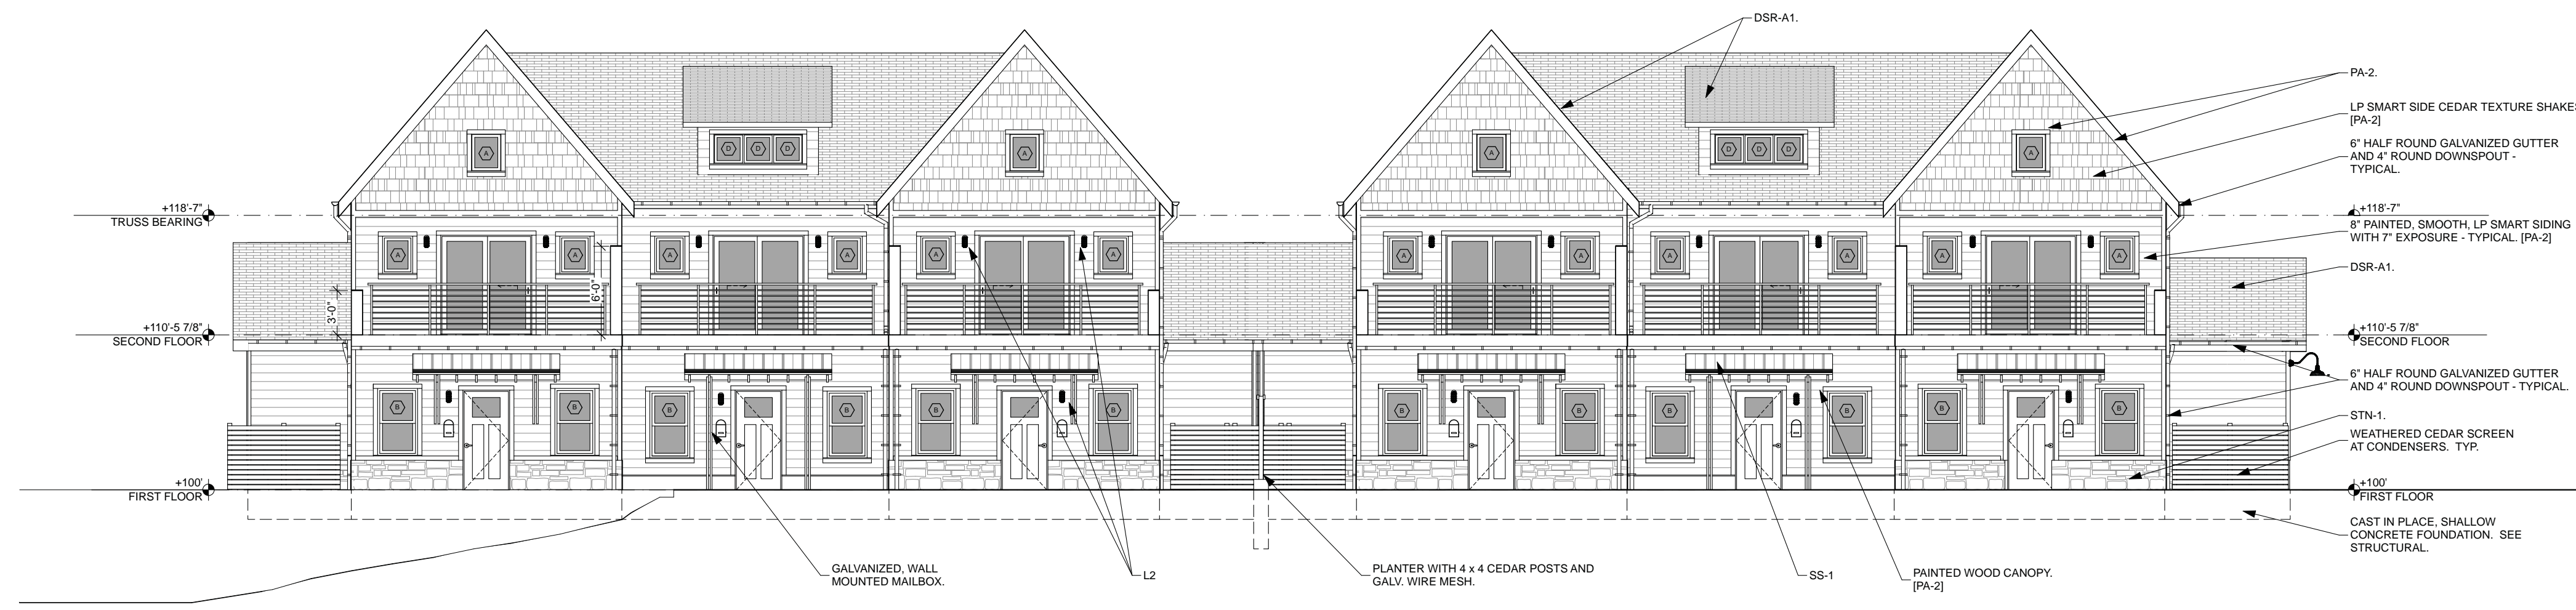 DSR-A1.
PA-2.
LP SMART SIDE CEDAR TEXTURE SHAKES
[PA-2]
6" HALF ROUND GALVANIZED GUTTER
AND 4" ROUND DOWNSPOUT -
TYPICAL.
A
A
A
A
D D D
D D D
+118'-7"
TRUSS BEARING
+118'-7"
8" PAINTED, SMOOTH, LP SMART SIDING
WITH 7" EXPOSURE - TYPICAL. [PA-2]
A A A A A A A A A A A A
DSR-A1.
3'-0"
6'-0"
+110'-5 7/8"
SECOND FLOOR
+110'-5 7/8"
SECOND FLOOR
6" HALF ROUND GALVANIZED GUTTER
AND 4" ROUND DOWNSPOUT - TYPICAL.
B B B B B B B B B B B B
STN-1.
WEATHERED CEDAR SCREEN
AT CONDENSERS. TYP.
+100'
FIRST FLOOR
+100'
FIRST FLOOR
CAST IN PLACE, SHALLOW
CONCRETE FOUNDATION. SEE
STRUCTURAL.
GALVANIZED, WALL
MOUNTED MAILBOX.
L2
PLANTER WITH 4 x 4 CEDAR POSTS AND
GALV. WIRE MESH.
SS-1
PAINTED WOOD CANOPY.
[PA-2]